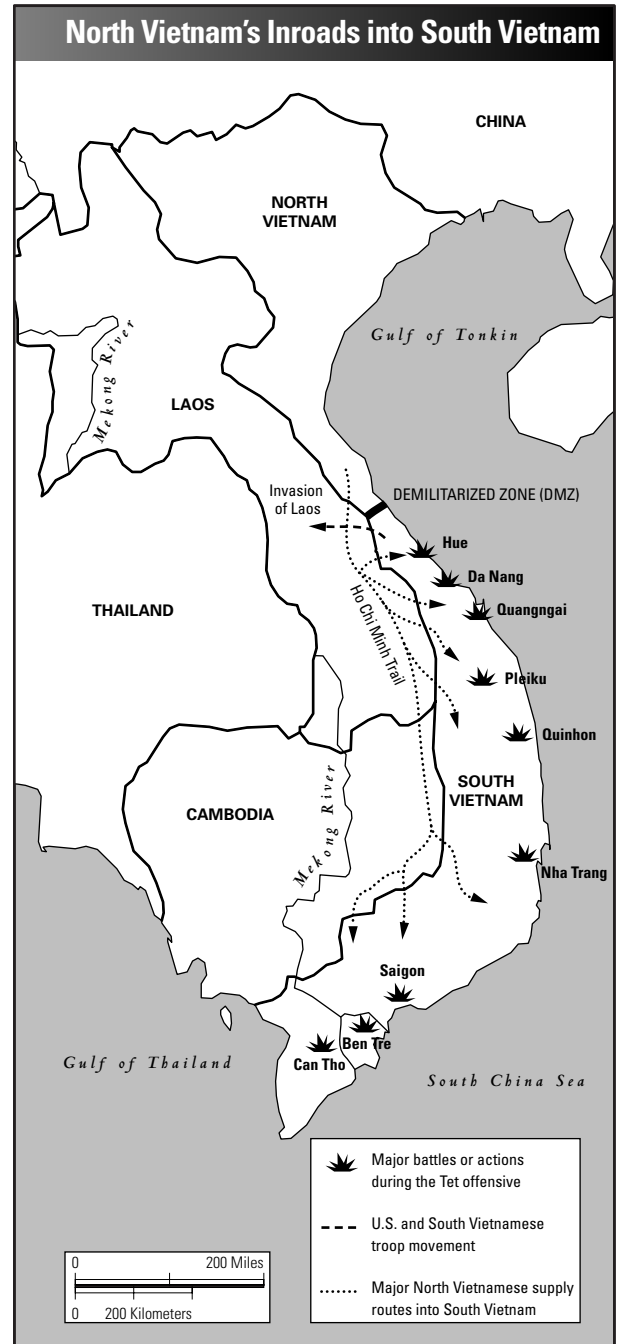 North Vietnam's Inroads into South Vietnam
CHINA
NORTH
VIETNAM
Gulf of Tonkin
Mekong River
LAOS
Invasion
of Laos
DEMILITARIZED ZONE (DMZ)
Hue
Da Nang
Quangngai
THAILAND
Ho Chi Minh Trail
Pleiku
Quinhon
SOUTH
VIETNAM
CAMBODIA
Mekong River
Nha Trang
Saigon
Ben Tre
Can Tho
Gulf of Thailand
South China Sea
Major battles or actions
during the Tet offensive
U.S. and South Vietnamese
troop movement
Major North Vietnamese supply
routes into South Vietnam
0 200 Miles
0 200 Kilometers